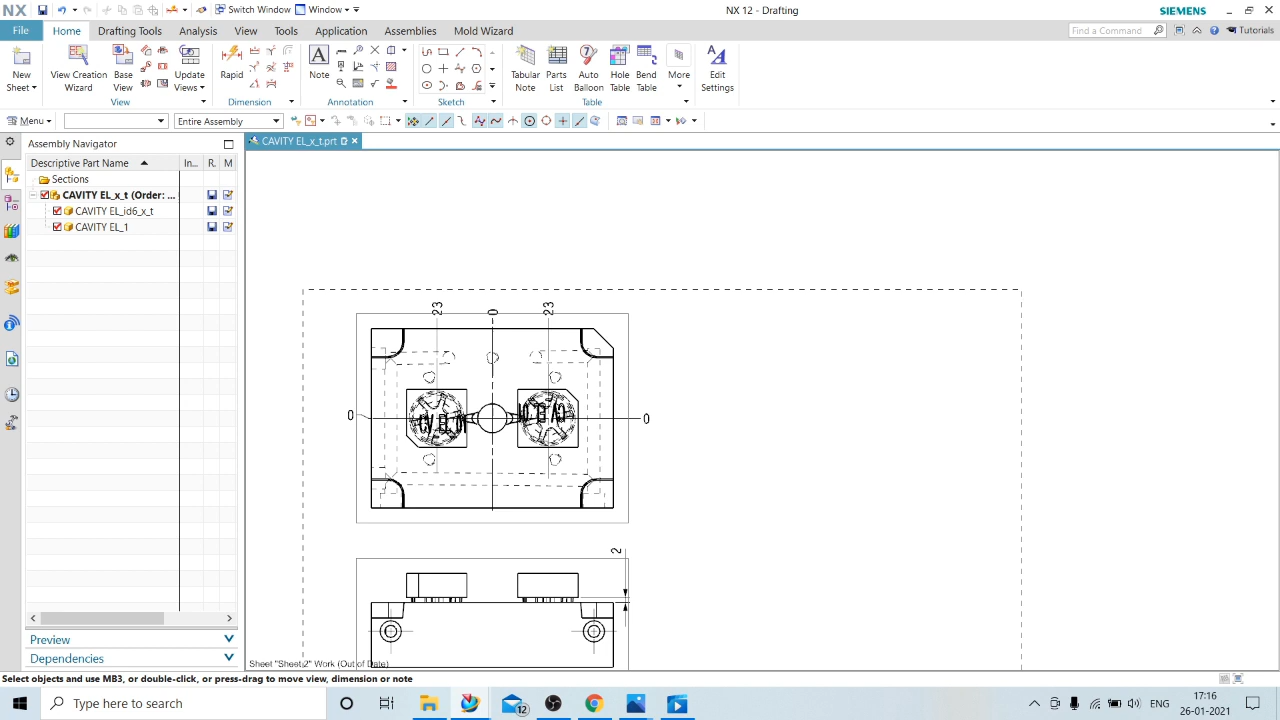 NX
Switch Window
Window
NX 12 - Drafting
SIEMENS
File
Home
Drafting Tools
Analysis
View
Tools
Application
Assemblies
Mold Wizard
Find a Command
Tutorials
New Sheet
View Creation Wizard
Base View
Update Views
Rapid
Note
Tabular Note
Parts List
Auto Balloon
Hole Table
Bend Table
More
Edit Settings
View
Dimension
Annotation
Sketch
Table
Menu
Entire Assembly
Assembly Navigator
CAVITY EL_x_t.prt
Descriptive Part Name
In...
R.
M
Sections
CAVITY EL_x_t (Order: ...
CAVITY EL_id6_x_t
CAVITY EL_1
23
0
23
0
0
2
Preview
Dependencies
Sheet "Sheet 2" Work (Out of Date)
Select objects and use MB3, or double-click, or press-drag to move view, dimension or note
Type here to search
12
ENG
17:16
26-01-2021